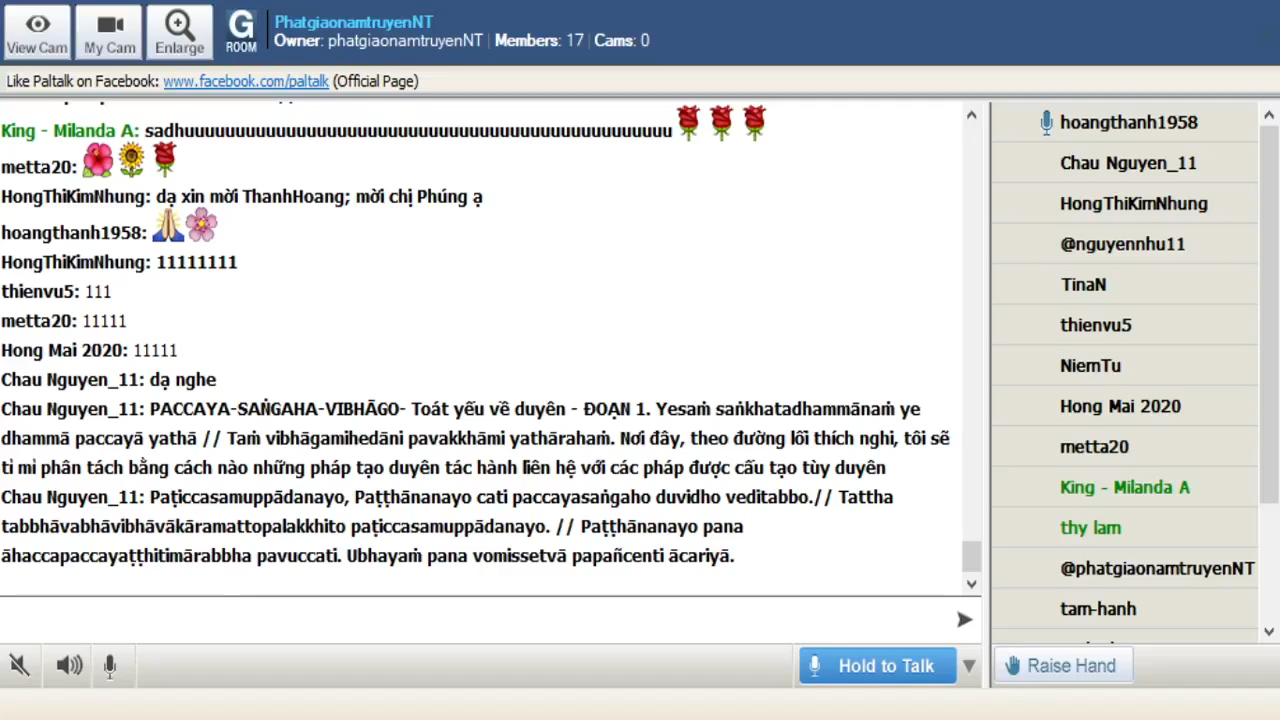 View Cam
My Cam
Enlarge
G
ROOM
PhatgiaonamtruyenNT
Owner: phatgiaonamtruyenNT | Members: 17 | Cams: 0
Like Paltalk on Facebook: www.facebook.com/paltalk (Official Page)
King - Milanda A: sadhuuuuuuuuuuuuuuuuuuuuuuuuuuuuuuuuuuuuuuuuuuuuuuuu
metta20:
HongThiKimNhung: dạ xin mời ThanhHoang; mời chị Phúng ạ
hoangthanh1958:
HongThiKimNhung: 11111111
thienvu5: 111
metta20: 11111
Hong Mai 2020: 11111
Chau Nguyen_11: dạ nghe
Chau Nguyen_11: PACCAYA-SAṄGAHA-VIBHĀGO- Toát yếu về duyên - ĐOẠN 1. Yesaṁ saṅkhatadhammānaṁ ye
dhammā paccayā yathā // Taṁ vibhāgamihedāni pavakkhāmi yathārahaṁ. Nơi đây, theo đường lối thích nghi, tôi sẽ
tỉ mỉ phân tách bằng cách nào những pháp tạo duyên tác hành liên hệ với các pháp được cấu tạo tùy duyên
Chau Nguyen_11: Paṭiccasamuppādanayo, Paṭṭhānanayo cati paccayasaṅgaho duvidho veditabbo.// Tattha
tabbhāvabhāvibhāvākāramattopalakkhito paṭiccasamuppādanayo. // Paṭṭhānanayo pana
āhaccapaccayaṭṭhitimārabbha pavuccati. Ubhayaṁ pana vomissetvā papañcenti ācariyā.
Hold to Talk
hoangthanh1958
Chau Nguyen_11
HongThiKimNhung
@nguyennhu11
TinaN
thienvu5
NiemTu
Hong Mai 2020
metta20
King - Milanda A
thy lam
@phatgiaonamtruyenNT
tam-hanh
Raise Hand